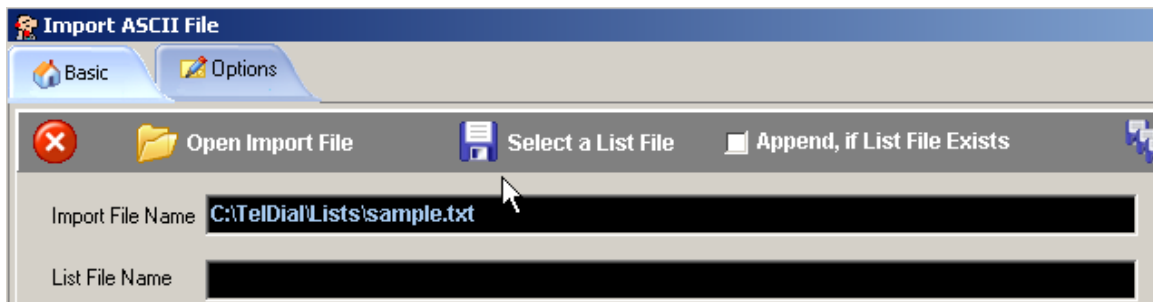 Import ASCII File
Basic Options
Open Import File Select a List File Append, if List File Exists
Import File Name C:\TelDial\Lists\sample.txt
List File Name